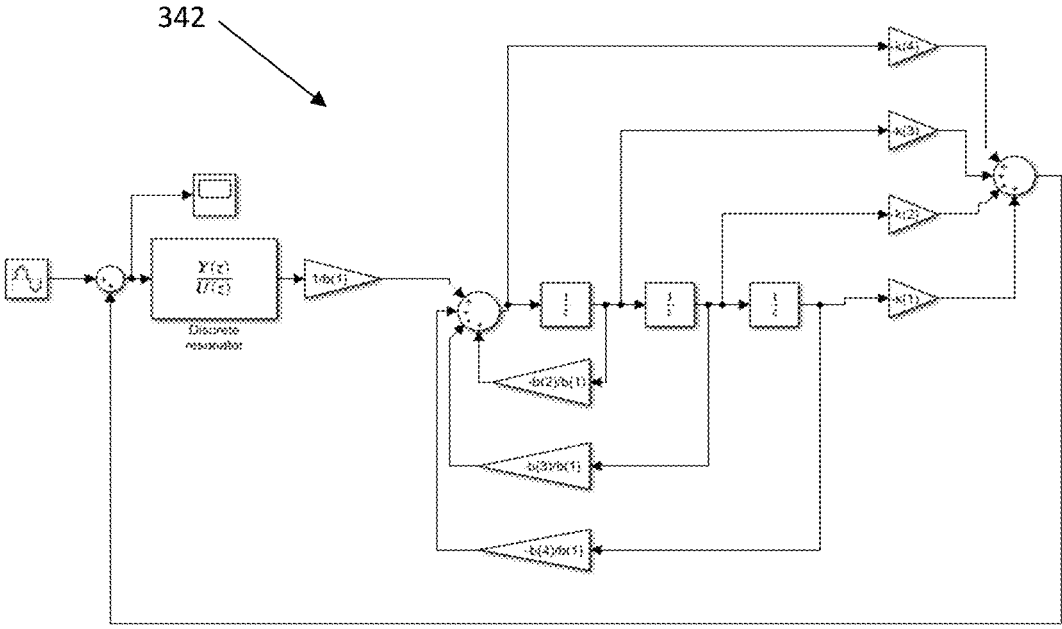 342
-k(4)
-k(3)
-k(2)
-k(1)
Y(z)
U(z)
Discrete
resonator
1/b(1)
-b(2)/b(1)
-b(3)/b(1)
-b(4)/b(1)